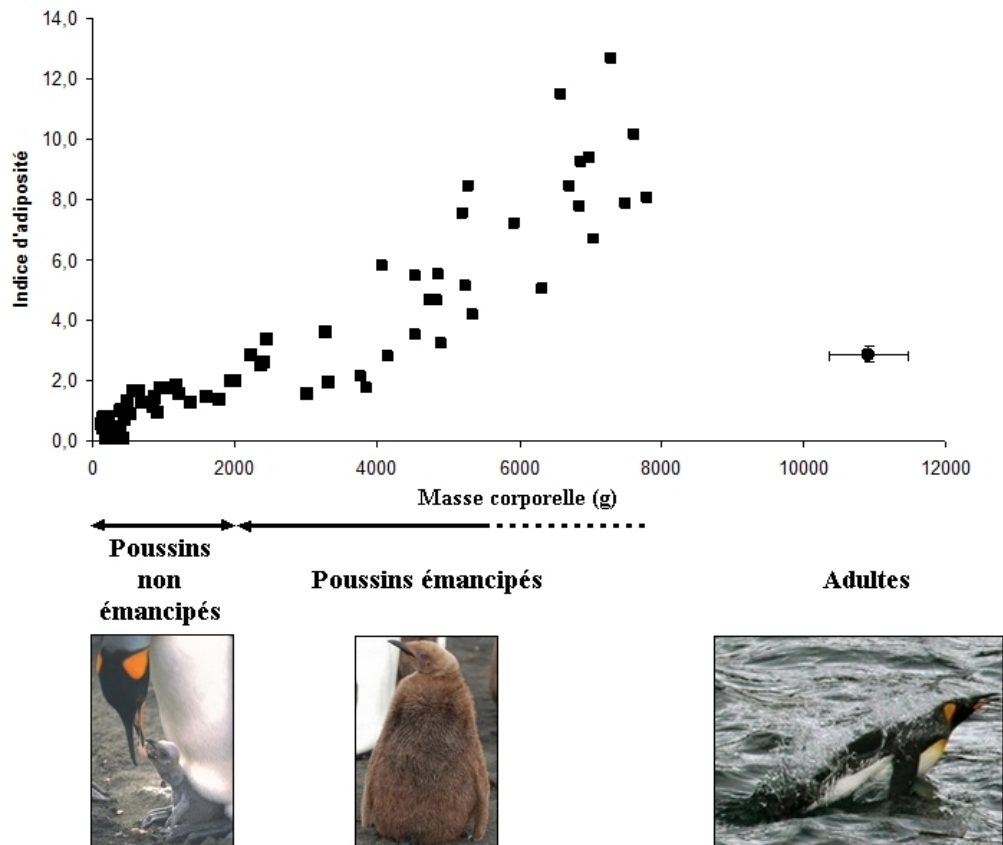 14,0
12,0
10,0
8,0
6,0
4,0
2,0
0,0
Indice d'adiposité
0 2000 4000 6000 8000 10000 12000
Masse corporelle (g)
Poussins
non
émancipés
Poussins émancipés
Adultes